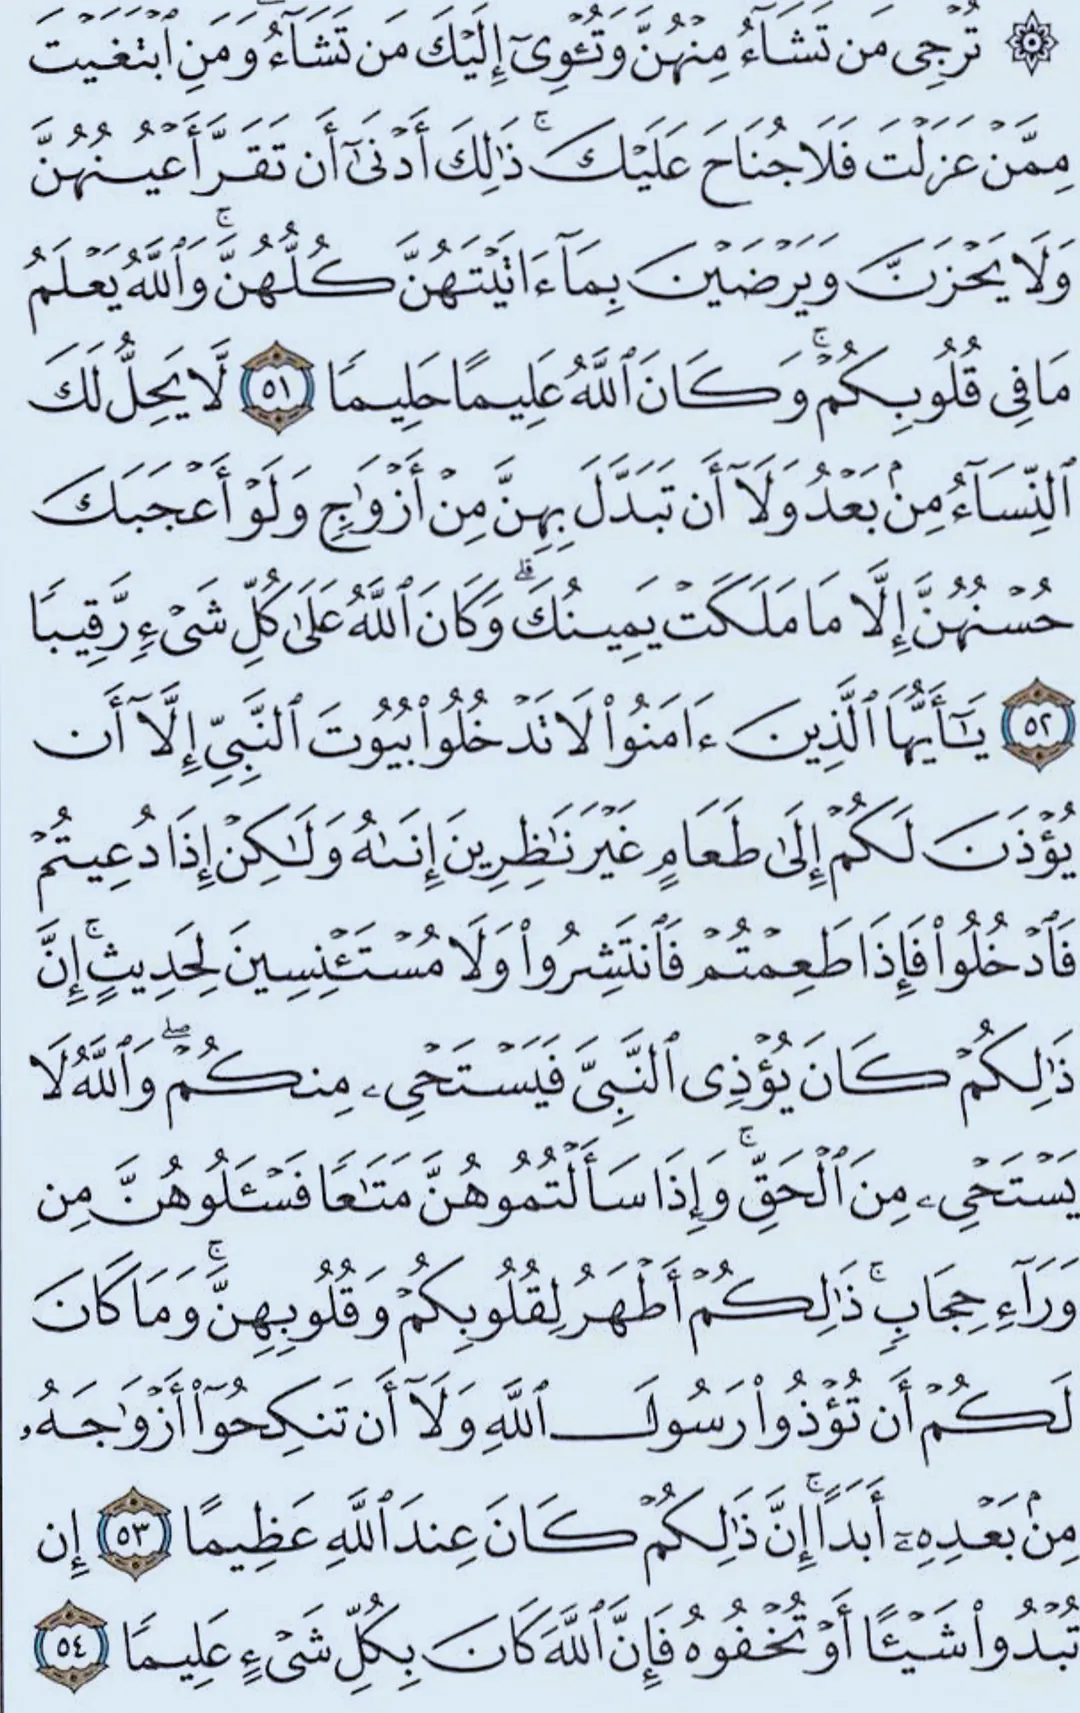 ۞ تُرْجِى مَن تَشَآءُ مِنْهُنَّ وَتُـْٔوِىٓ إِلَيْكَ مَن تَشَآءُ ۖ وَمَنِ ٱبْتَغَيْتَ
مِمَّنْ عَزَلْتَ فَلَا جُنَاحَ عَلَيْكَ ۚ ذَٰلِكَ أَدْنَىٰٓ أَن تَقَرَّ أَعْيُنُهُنَّ
وَلَا يَحْزَنَّ وَيَرْضَيْنَ بِمَآ ءَاتَيْتَهُنَّ كُلُّهُنَّ ۚ وَٱللَّهُ يَعْلَمُ
مَا فِى قُلُوبِكُمْ ۚ وَكَانَ ٱللَّهُ عَلِيمًا حَلِيمًا ٥١ لَّا يَحِلُّ لَكَ
ٱلنِّسَآءُ مِنۢ بَعْدُ وَلَآ أَن تَبَدَّلَ بِهِنَّ مِنْ أَزْوَٰجٍ وَلَوْ أَعْجَبَكَ
حُسْنُهُنَّ إِلَّا مَا مَلَكَتْ يَمِينُكَ ۗ وَكَانَ ٱللَّهُ عَلَىٰ كُلِّ شَىْءٍ رَّقِيبًا
٥٢ يَـٰٓأَيُّهَا ٱلَّذِينَ ءَامَنُوا۟ لَا تَدْخُلُوا۟ بُيُوتَ ٱلنَّبِىِّ إِلَّآ أَن
يُؤْذَنَ لَكُمْ إِلَىٰ طَعَامٍ غَيْرَ نَـٰظِرِينَ إِنَىٰهُ وَلَـٰكِنْ إِذَا دُعِيتُمْ
فَٱدْخُلُوا۟ فَإِذَا طَعِمْتُمْ فَٱنتَشِرُوا۟ وَلَا مُسْتَـْٔنِسِينَ لِحَدِيثٍ ۚ إِنَّ
ذَٰلِكُمْ كَانَ يُؤْذِى ٱلنَّبِىَّ فَيَسْتَحْىِۦ مِنكُمْ ۖ وَٱللَّهُ لَا
يَسْتَحْىِۦ مِنَ ٱلْحَقِّ ۚ وَإِذَا سَأَلْتُمُوهُنَّ مَتَـٰعًا فَسْـَٔلُوهُنَّ مِن
وَرَآءِ حِجَابٍ ۚ ذَٰلِكُمْ أَطْهَرُ لِقُلُوبِكُمْ وَقُلُوبِهِنَّ ۚ وَمَا كَانَ
لَكُمْ أَن تُؤْذُوا۟ رَسُولَ ٱللَّهِ وَلَآ أَن تَنكِحُوٓا۟ أَزْوَٰجَهُۥ
مِنۢ بَعْدِهِۦٓ أَبَدًا ۚ إِنَّ ذَٰلِكُمْ كَانَ عِندَ ٱللَّهِ عَظِيمًا ٥٣ إِن
تُبْدُوا۟ شَيْـًٔا أَوْ تُخْفُوهُ فَإِنَّ ٱللَّهَ كَانَ بِكُلِّ شَىْءٍ عَلِيمًا ٥٤